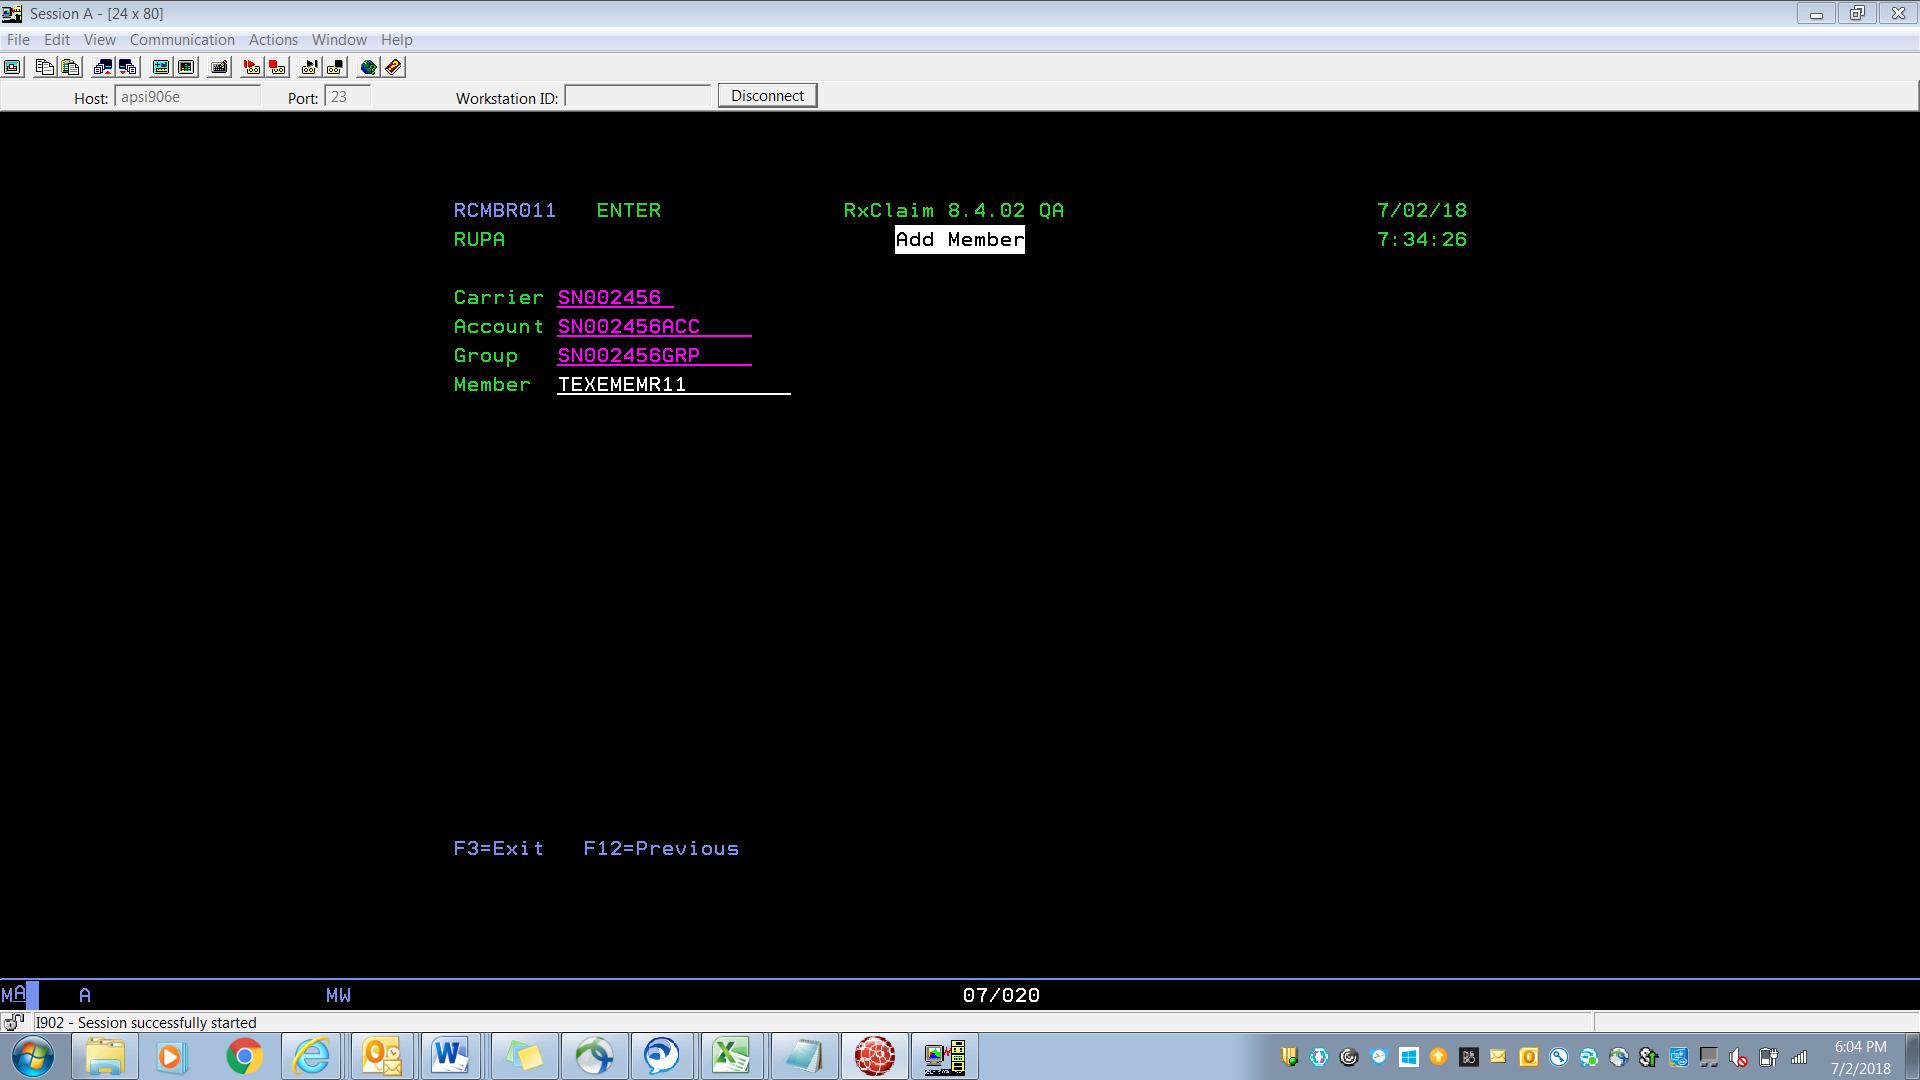 Session A - [24 x 80]
File Edit View Communication Actions Window Help
Host: apsi906e Port: 23 Workstation ID: Disconnect
RCMBR011 ENTER RxClaim 8.4.02 QA 7/02/18
RUPA Add Member 7:34:26
Carrier SN002456
Account SN002456ACC
Group SN002456GRP
Member TEXEMEMR11
F3=Exit F12=Previous
MA A MW 07/020
I902 - Session successfully started
6:04 PM
7/2/2018